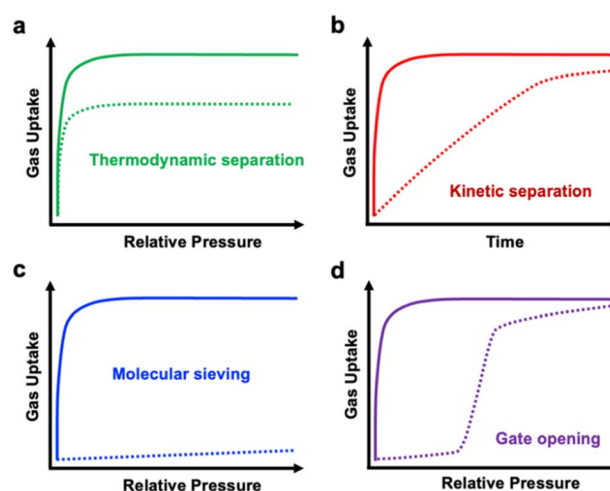 a
Gas Uptake
Thermodynamic separation
Relative Pressure
b
Gas Uptake
Kinetic separation
Time
c
Gas Uptake
Molecular sieving
Relative Pressure
d
Gas Uptake
Gate opening
Relative Pressure